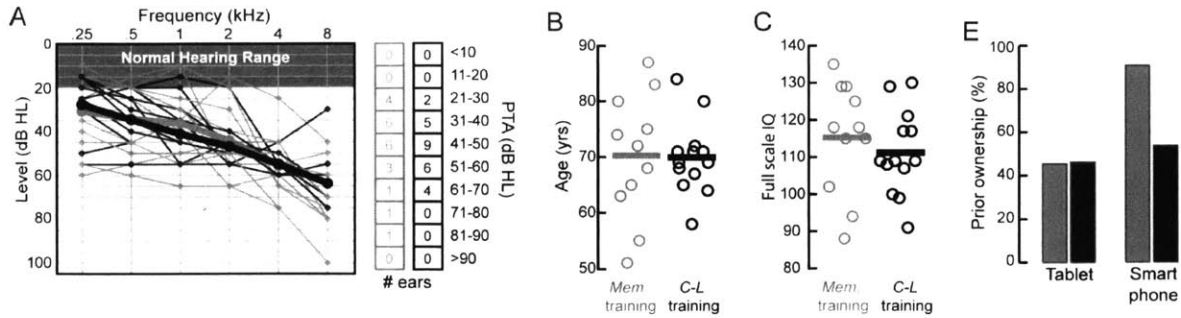 A
Frequency (kHz)
.25 .5 1 2 4 8
Level (dB HL)
0
20
40
60
80
100
Normal Hearing Range
0 0 <10
0 0 11-20
4 2 21-30
6 5 31-40
6 9 41-50
3 6 51-60
1 4 61-70
1 0 71-80
1 0 81-90
0 0 >90
# ears
PTA (dB HL)
B
Age (yrs)
90
80
70
60
50
Mem. C-L
training training
C
Full scale IQ
140
130
120
110
100
90
80
Mem. C-L
training training
E
Prior ownership (%)
100
80
60
40
20
0
Tablet Smart
phone